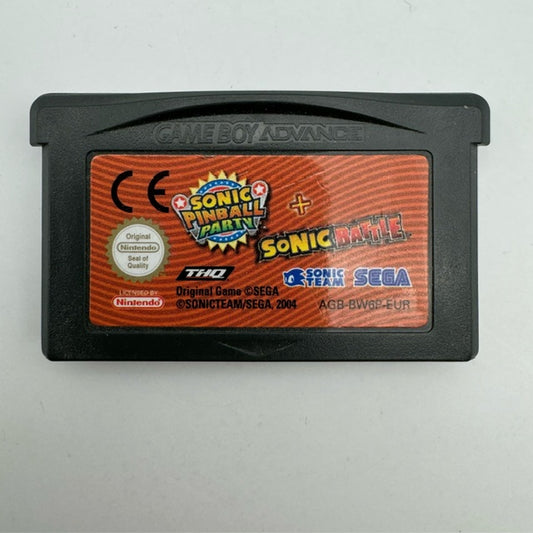 GAME BOY ADVANCE
CE
SONIC
PINBALL
PARTY
+
SONIC BATTLE
Original
Nintendo
Seal of
Quality
LICENSED BY
Nintendo
THQ
SONIC
TEAM
SEGA
Original Game ©SEGA
©SONICTEAM/SEGA, 2004
AGB-BW6P-EUR